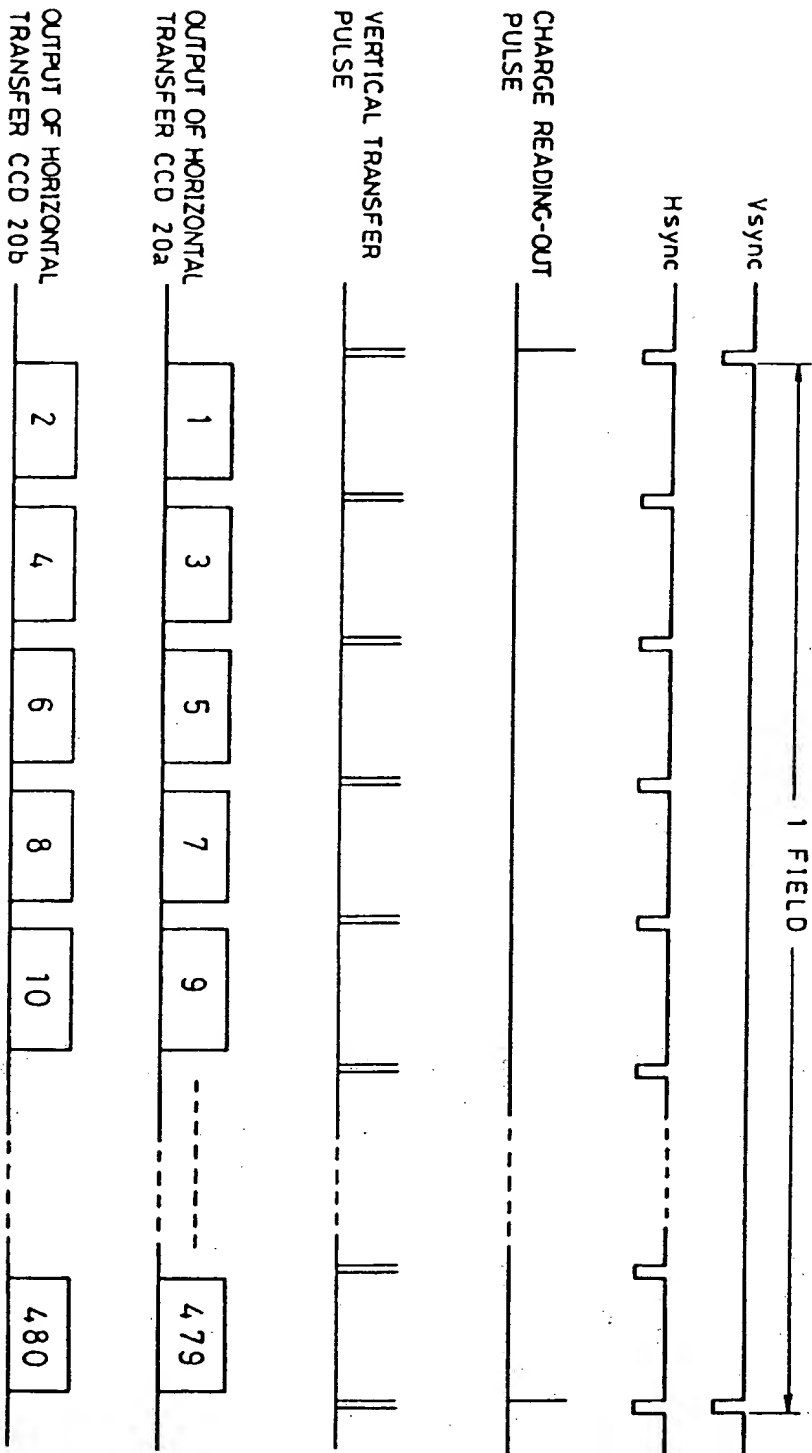 1 FIELD
Vsync
Hsync
CHARGE READING-OUT
PULSE
VERTICAL TRANSFER
PULSE
OUTPUT OF HORIZONTAL
TRANSFER CCD 20a
1
3
5
7
9
479
OUTPUT OF HORIZONTAL
TRANSFER CCD 20b
2
4
6
8
10
480